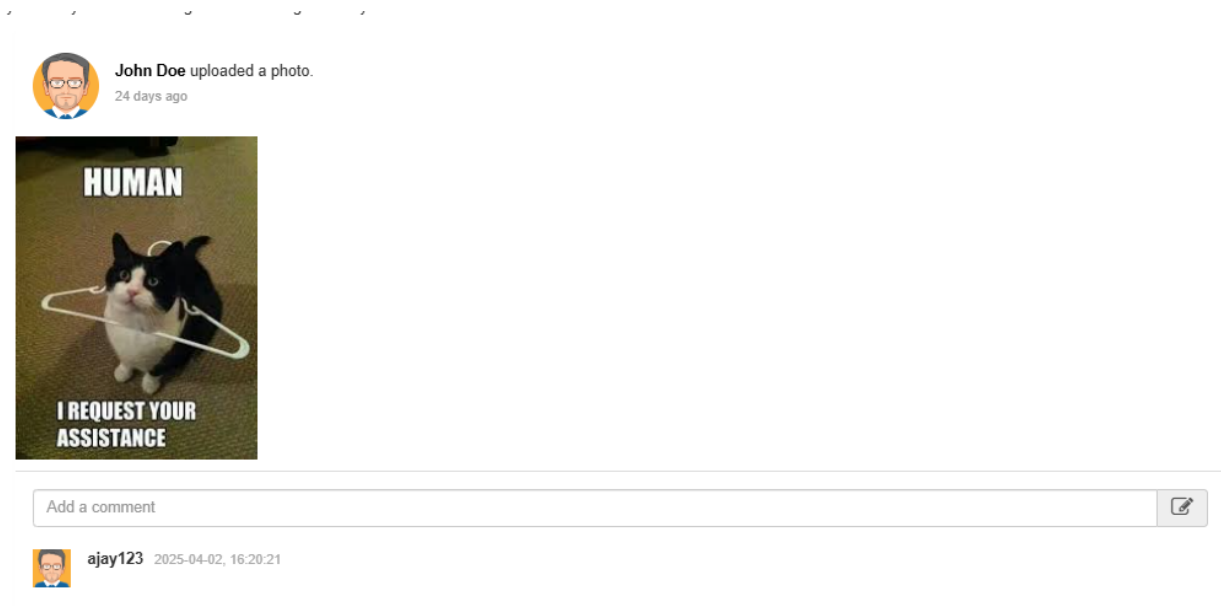 John Doe uploaded a photo.
24 days ago
HUMAN
I REQUEST YOUR
ASSISTANCE
Add a comment
ajay123 2025-04-02, 16:20:21